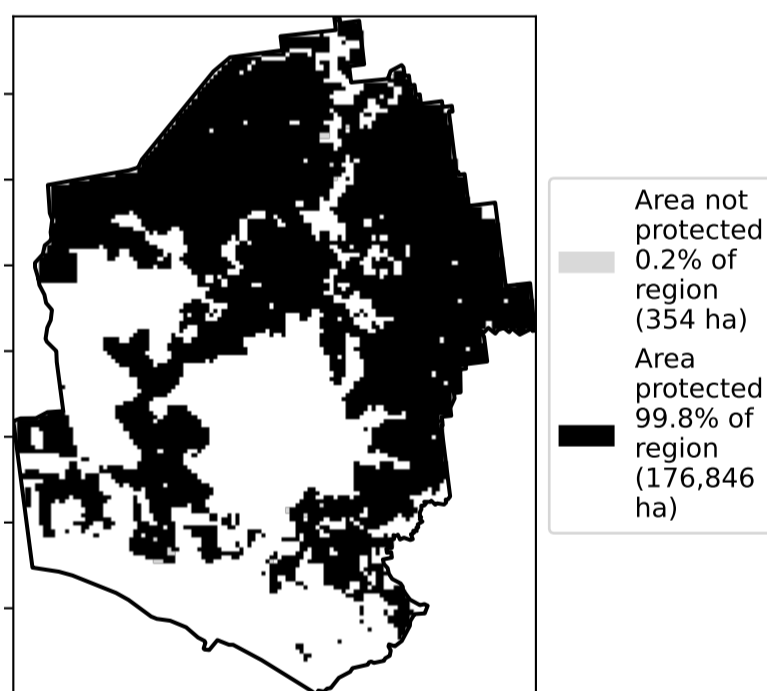 Area not
protected
0.2% of
region
(354 ha)
Area
protected
99.8% of
region
(176,846
ha)